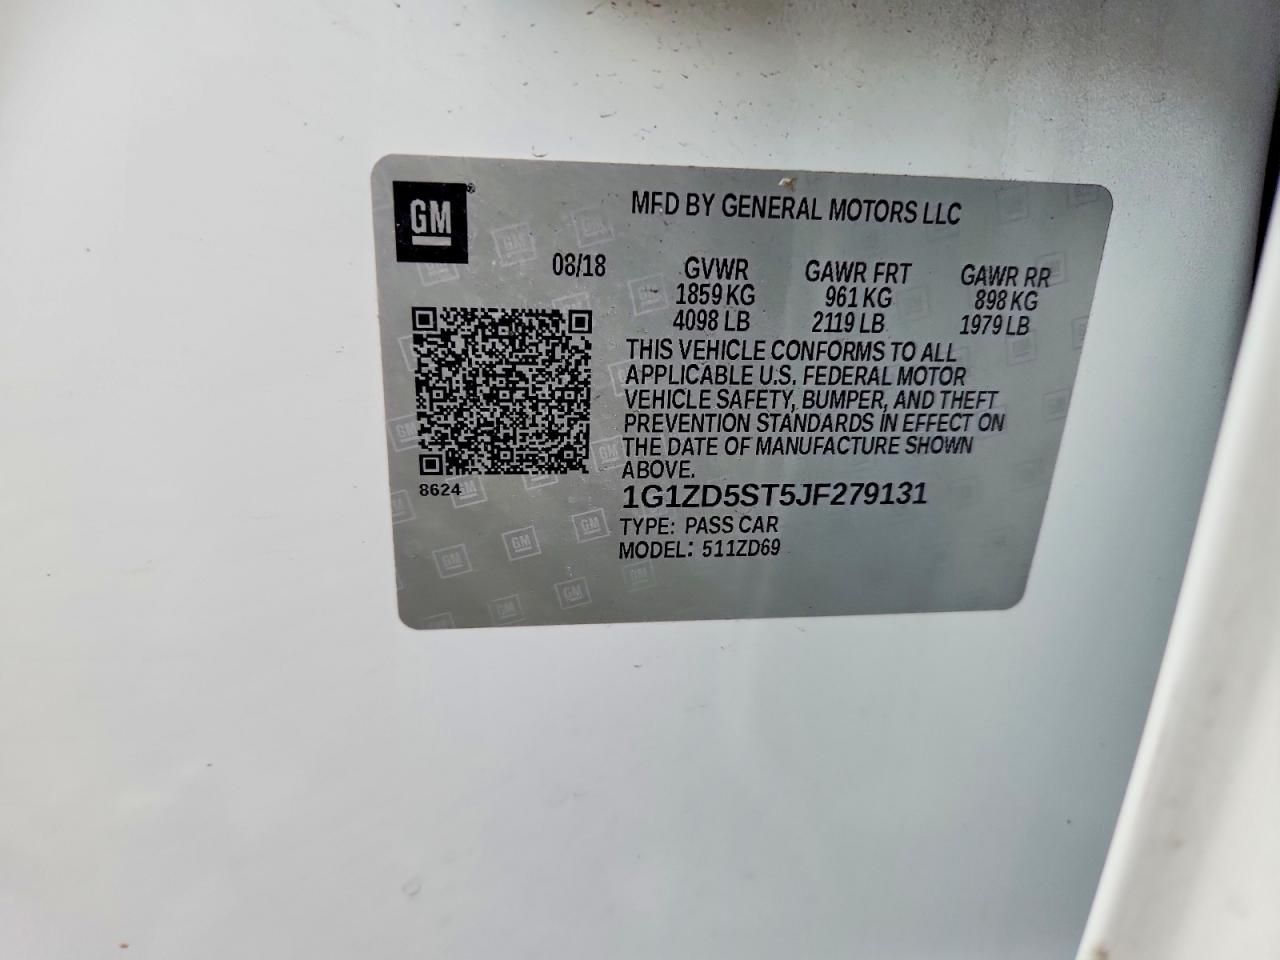 GM®
MFD BY GENERAL MOTORS LLC
08/18 GVWR GAWR FRT GAWR RR
1859 KG 961 KG 898 KG
4098 LB 2119 LB 1979 LB
THIS VEHICLE CONFORMS TO ALL
APPLICABLE U.S. FEDERAL MOTOR
VEHICLE SAFETY, BUMPER, AND THEFT
PREVENTION STANDARDS IN EFFECT ON
THE DATE OF MANUFACTURE SHOWN
ABOVE.
8624
1G1ZD5ST5JF279131
TYPE: PASS CAR
MODEL: 511ZD69